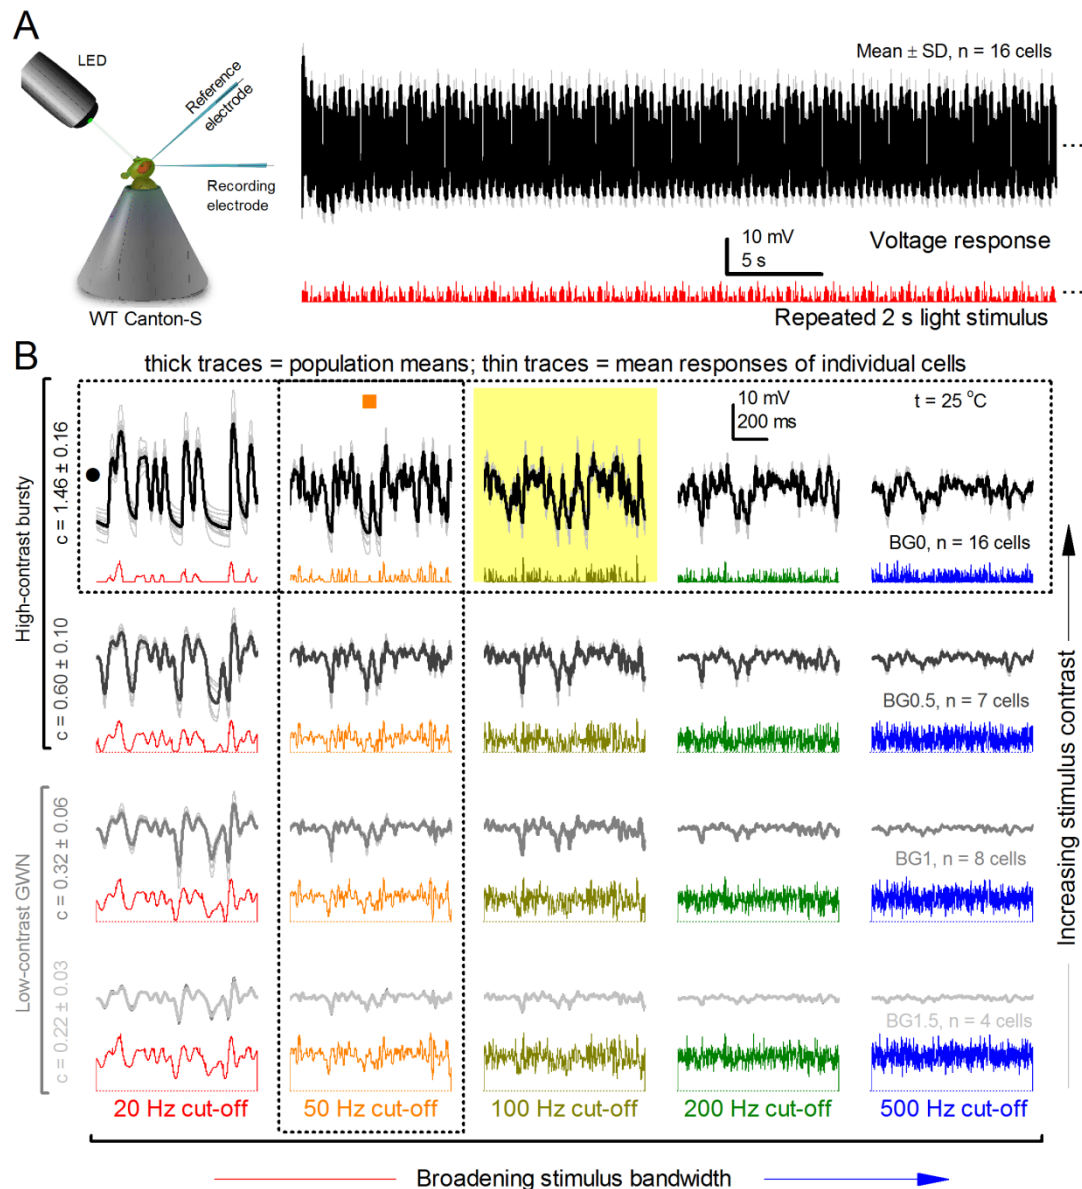 A
LED
Reference
electrode
Recording
electrode
WT Canton-S
Mean ± SD, n = 16 cells
...
10 mV
5 s
Voltage response
...
Repeated 2 s light stimulus
B
thick traces = population means; thin traces = mean responses of individual cells
High-contrast bursty
c = 1.46 ± 0.16
10 mV
200 ms
t = 25 °C
BG0, n = 16 cells
c = 0.60 ± 0.10
BG0.5, n = 7 cells
Low-contrast GWN
c = 0.32 ± 0.06
BG1, n = 8 cells
c = 0.22 ± 0.03
BG1.5, n = 4 cells
Increasing stimulus contrast
20 Hz cut-off
50 Hz cut-off
100 Hz cut-off
200 Hz cut-off
500 Hz cut-off
Broadening stimulus bandwidth